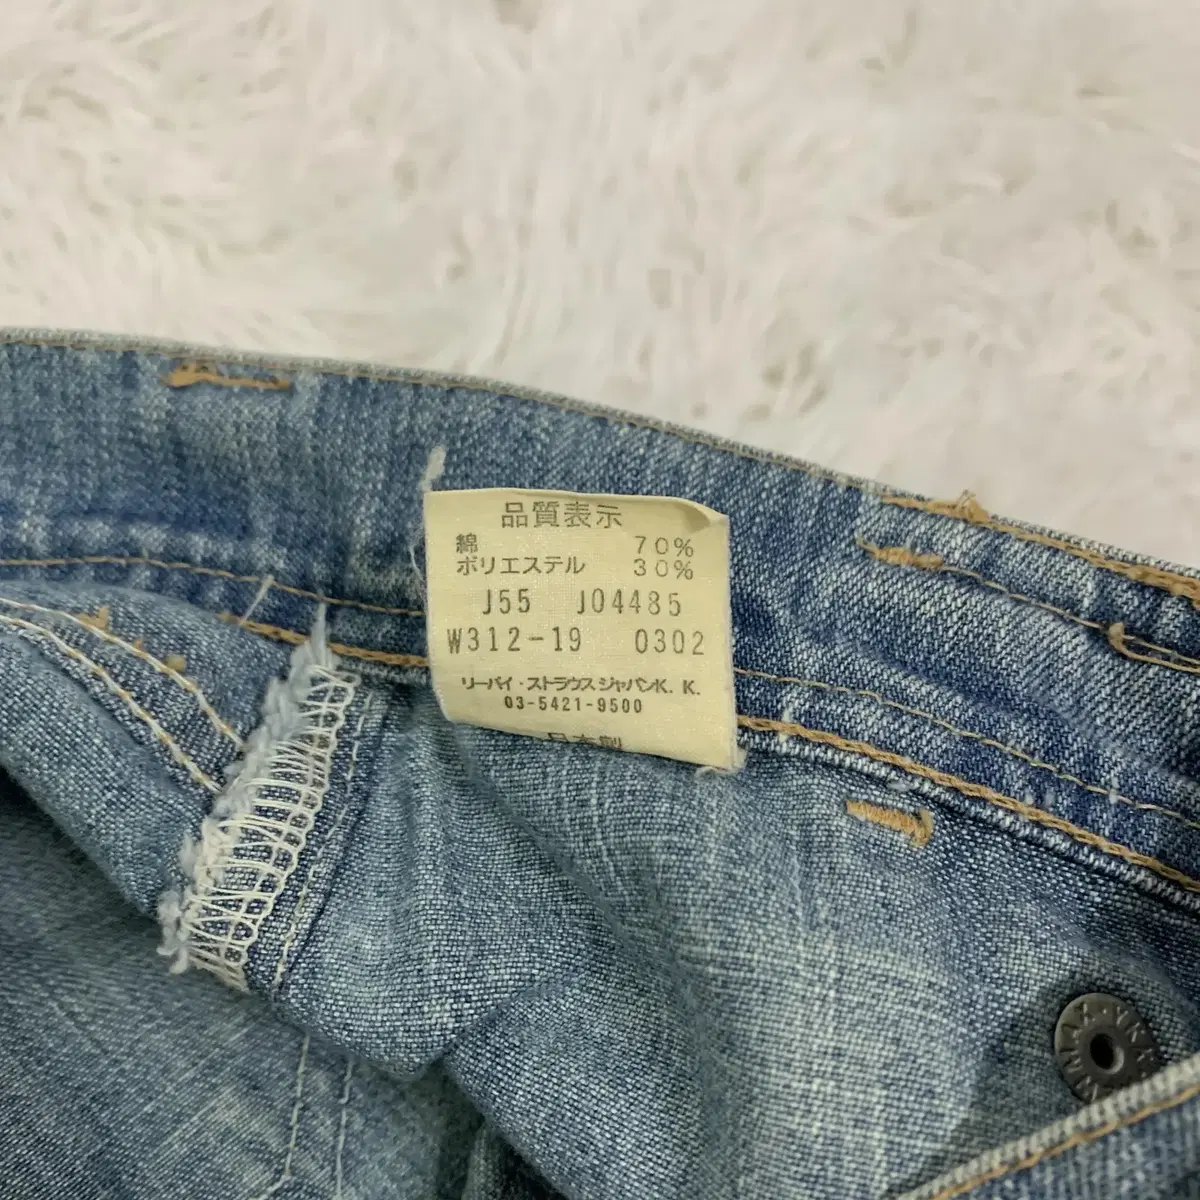 品質表示
綿 70%
ポリエステル 30%
J55 J04485
W312-19 0302
リーバイ・ストラウスジャパンK.K.
03-5421-9500
日本製